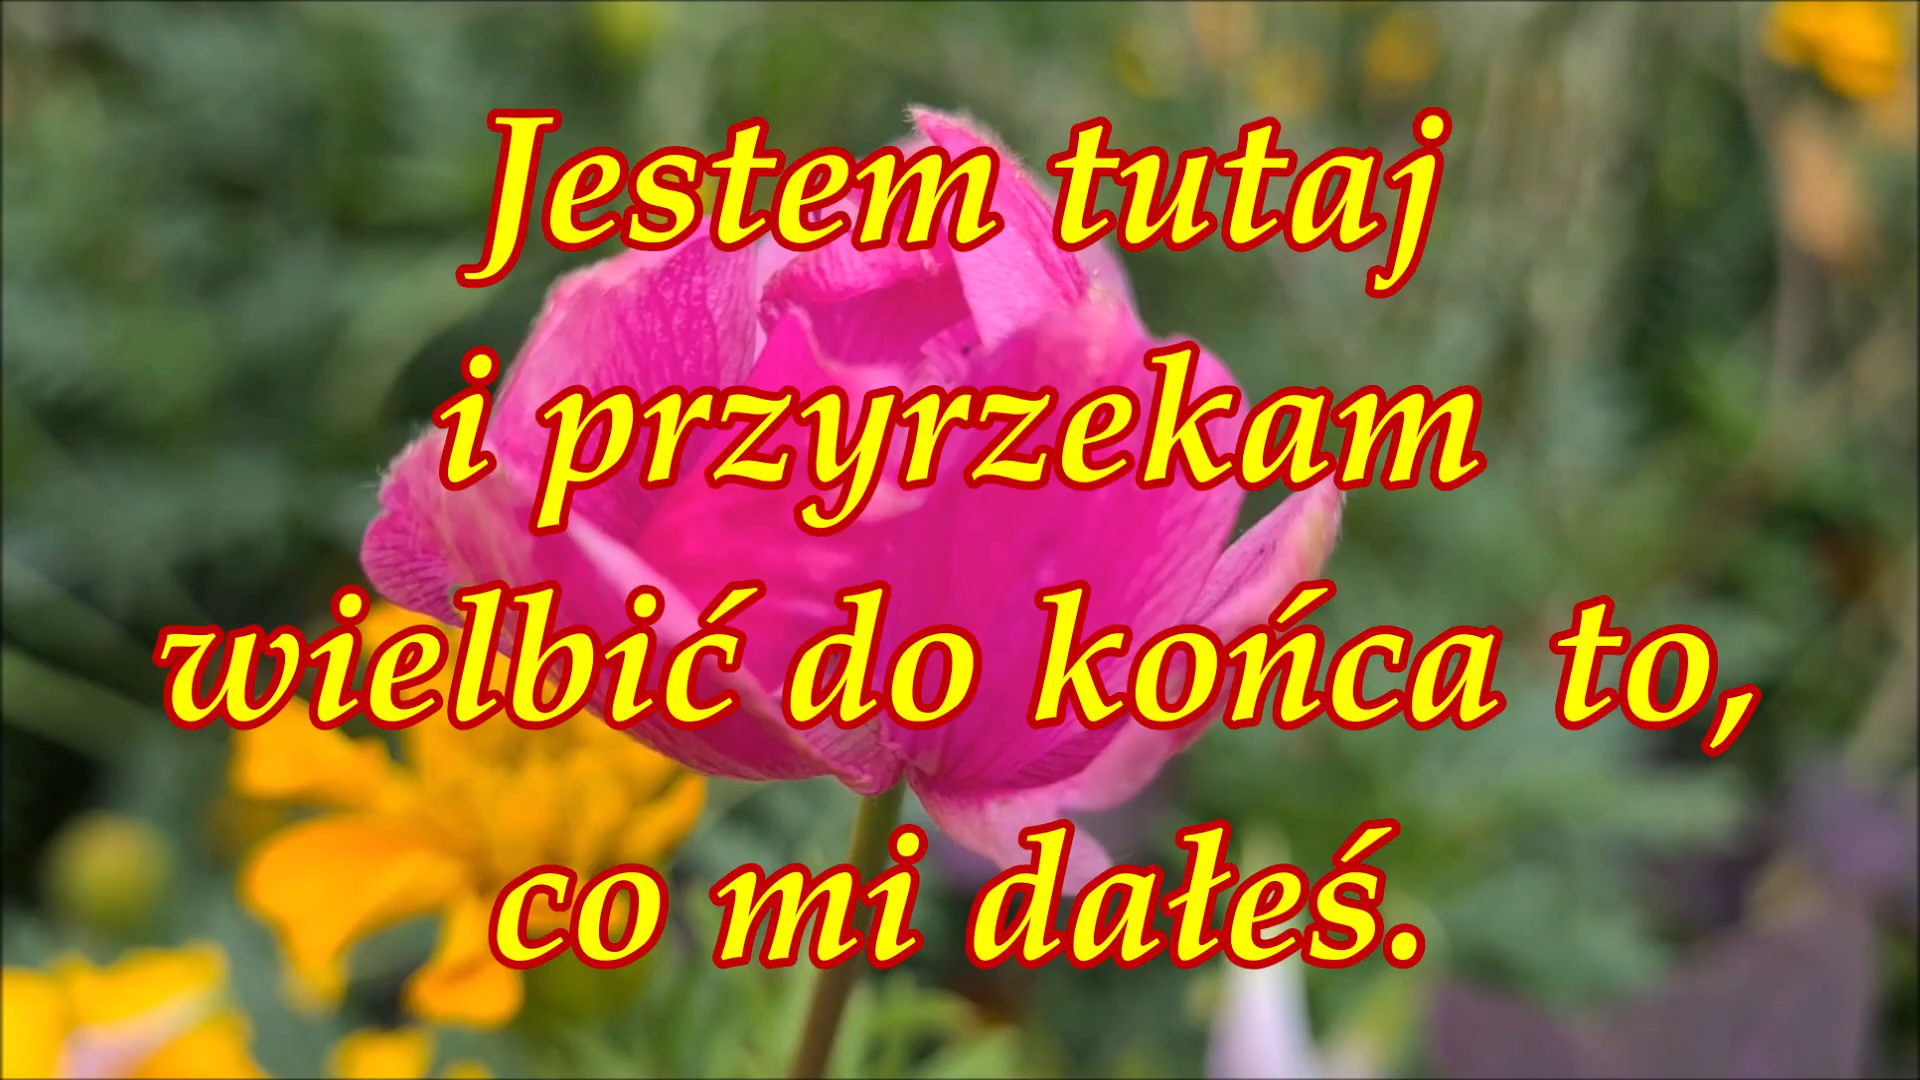 Jestem tutaj
i przyrzekam
wielbić do końca to,
co mi dałeś.